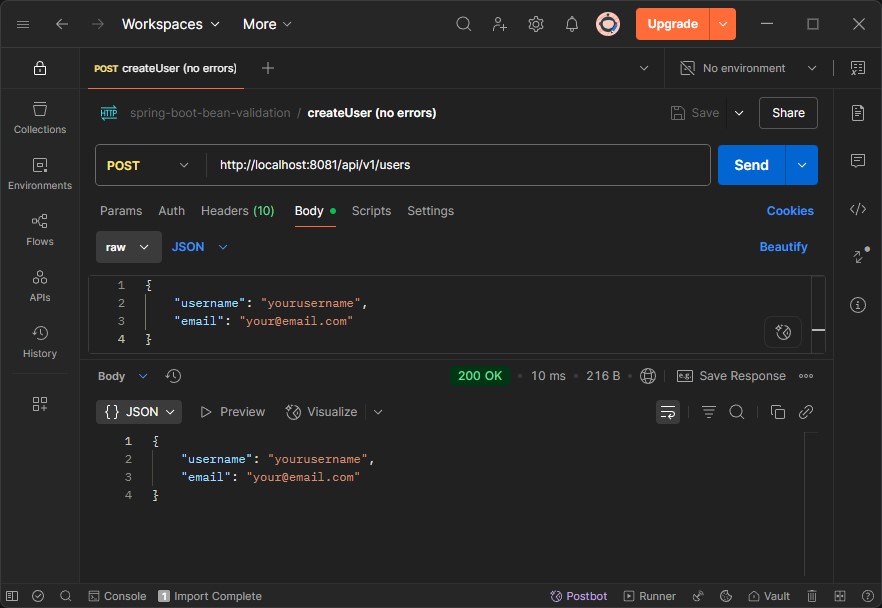 Workspaces More Upgrade
POST createUser (no errors) No environment
HTTP spring-boot-bean-validation / createUser (no errors) Save Share
Collections
POST http://localhost:8081/api/v1/users Send
Environments
Params Auth Headers (10) Body Scripts Settings Cookies
Flows
raw JSON Beautify
APIs
1 {
2 "username": "yourusername",
3 "email": "your@email.com"
4 }
History
Body 200 OK • 10 ms • 216 B • e.g. Save Response
{} JSON Preview Visualize
1 {
2 "username": "yourusername",
3 "email": "your@email.com"
4 }
Console 1 Import Complete Postbot Runner Vault